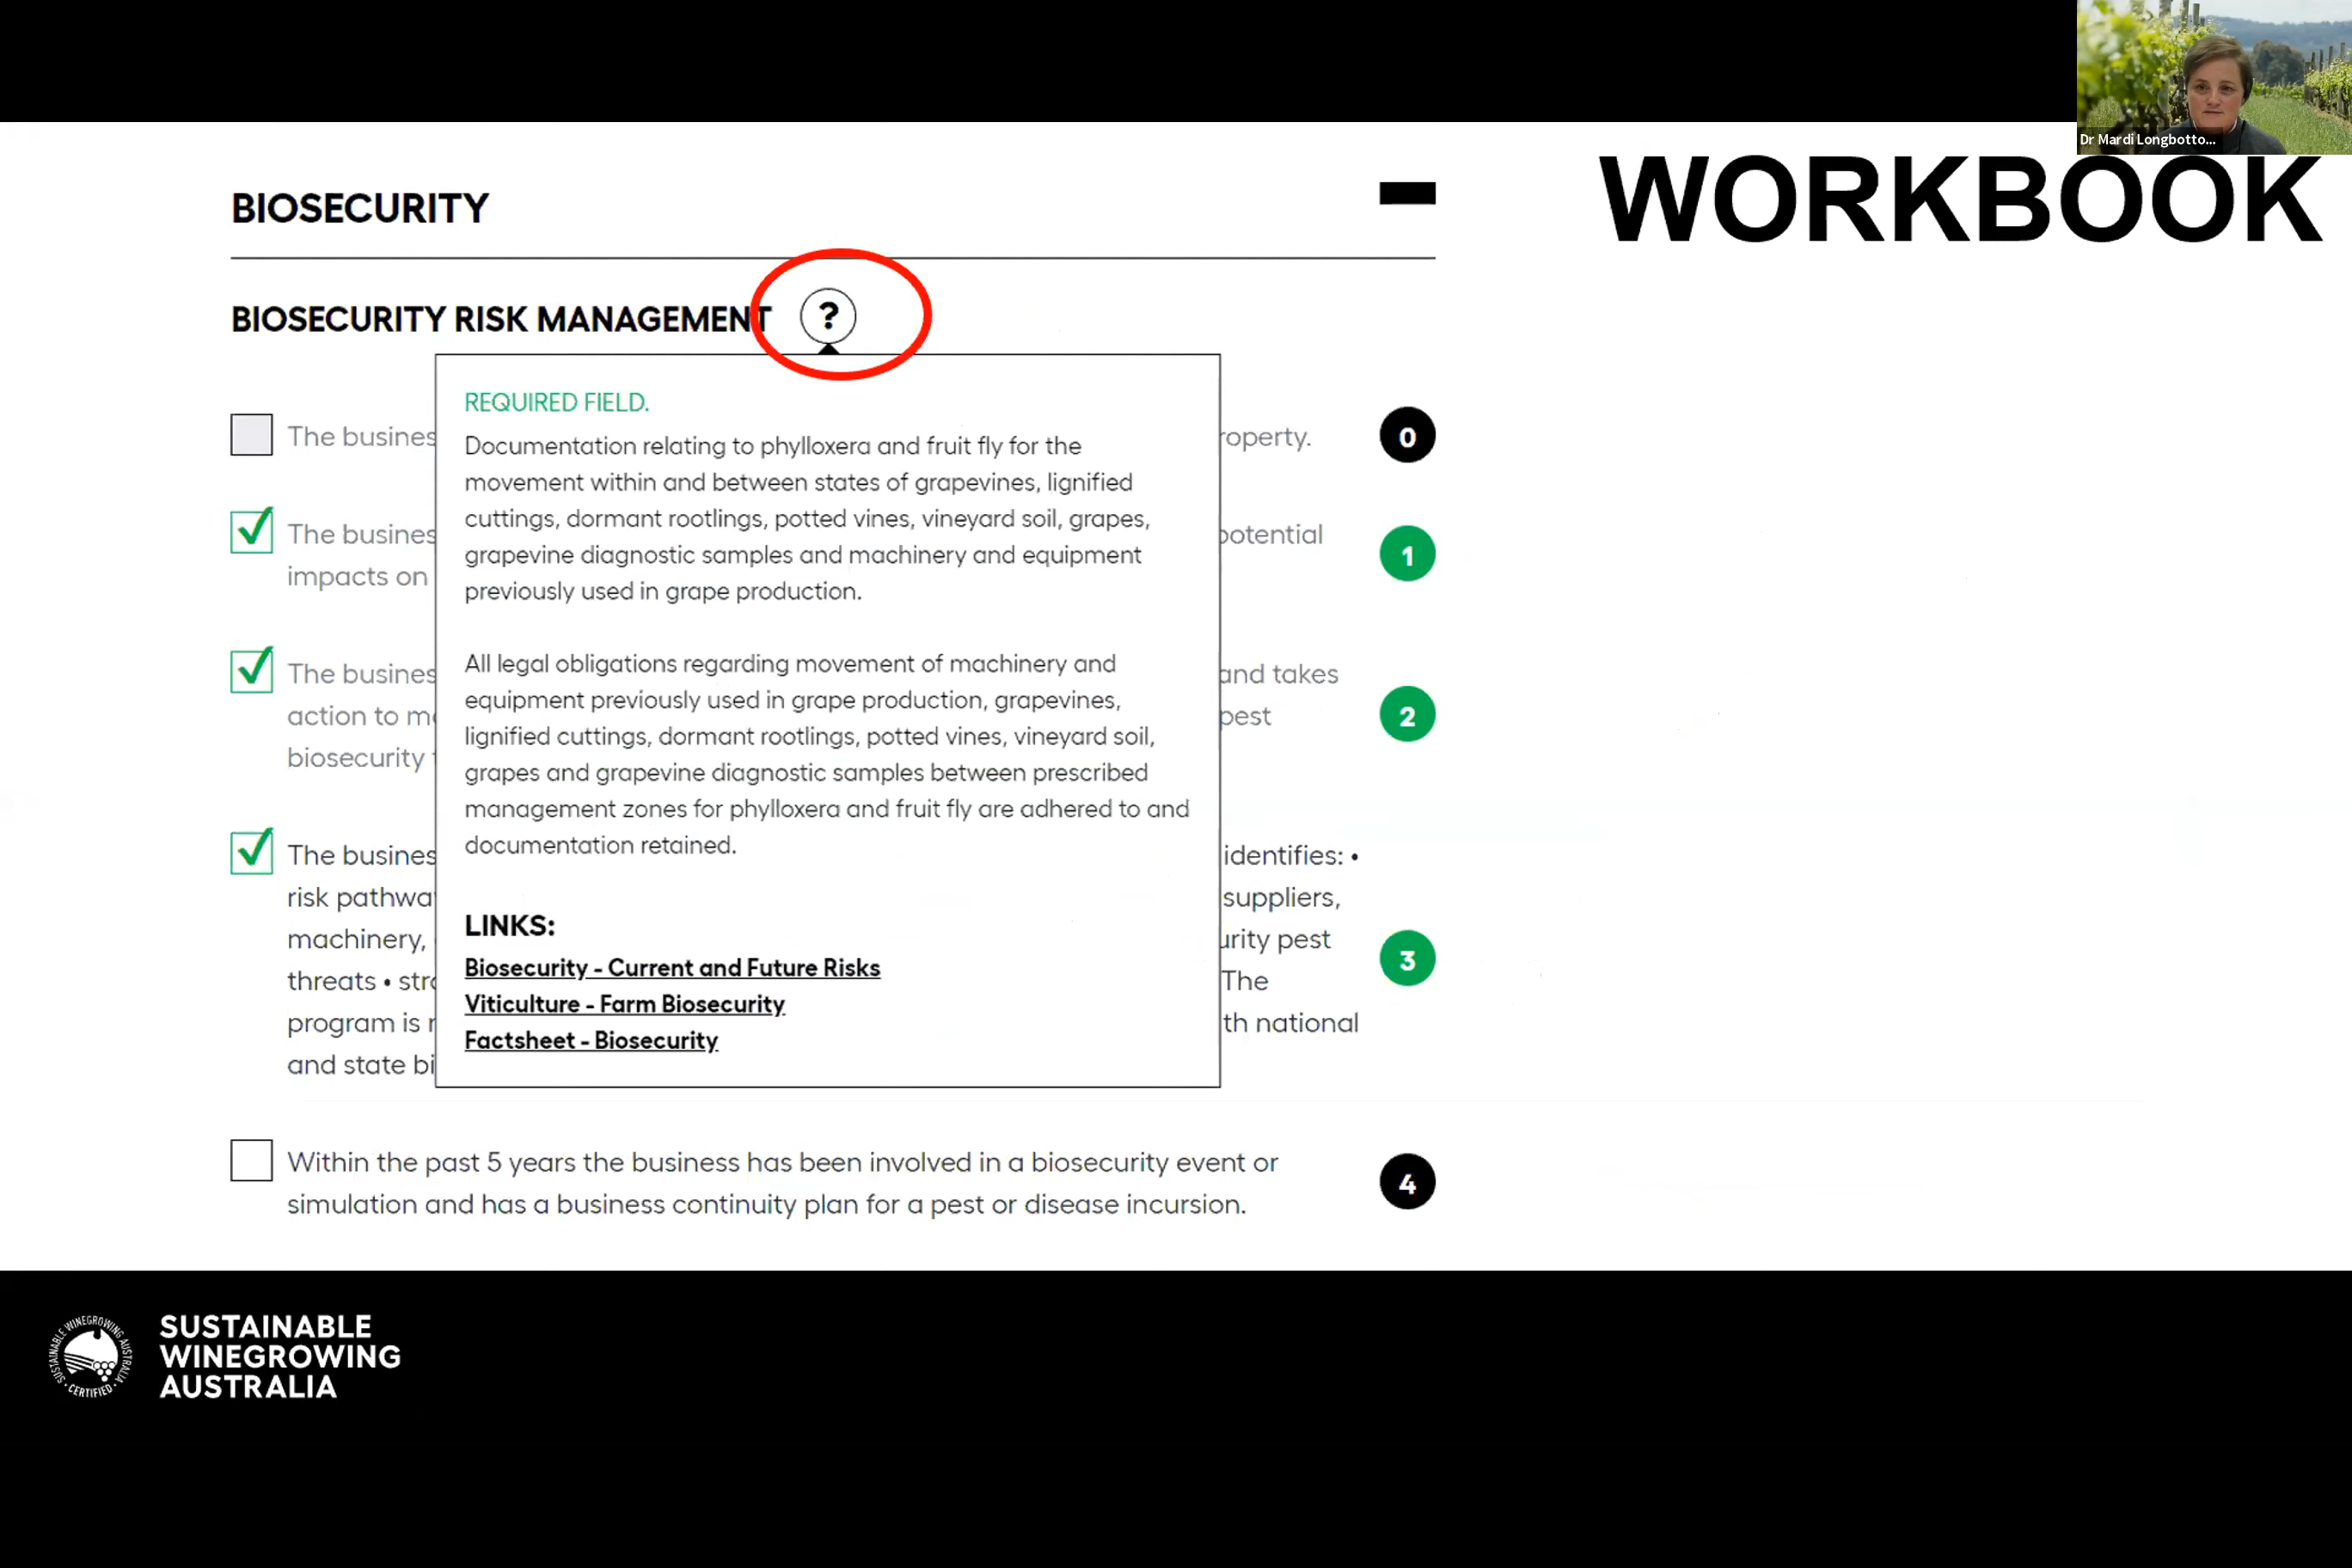 Dr Mardi Longbotto...
WORKBOOK
BIOSECURITY
BIOSECURITY RISK MANAGEMENT ?
REQUIRED FIELD.
Documentation relating to phylloxera and fruit fly for the
movement within and between states of grapevines, lignified
cuttings, dormant rootlings, potted vines, vineyard soil, grapes,
grapevine diagnostic samples and machinery and equipment
previously used in grape production.
All legal obligations regarding movement of machinery and
equipment previously used in grape production, grapevines,
lignified cuttings, dormant rootlings, potted vines, vineyard soil,
grapes and grapevine diagnostic samples between prescribed
management zones for phylloxera and fruit fly are adhered to and
documentation retained.
LINKS:
Biosecurity - Current and Future Risks
Viticulture - Farm Biosecurity
Factsheet - Biosecurity
The busines roperty. 0
The busines potential
impacts on 1
The busines and takes
action to m pest 2
biosecurity
The busines identifies: •
risk pathwa suppliers,
machinery, urity pest 3
threats • str The
program is r th national
and state bi
Within the past 5 years the business has been involved in a biosecurity event or
simulation and has a business continuity plan for a pest or disease incursion. 4
SUSTAINABLE WINEGROWING AUSTRALIA
• CERTIFIED •
SUSTAINABLE
WINEGROWING
AUSTRALIA